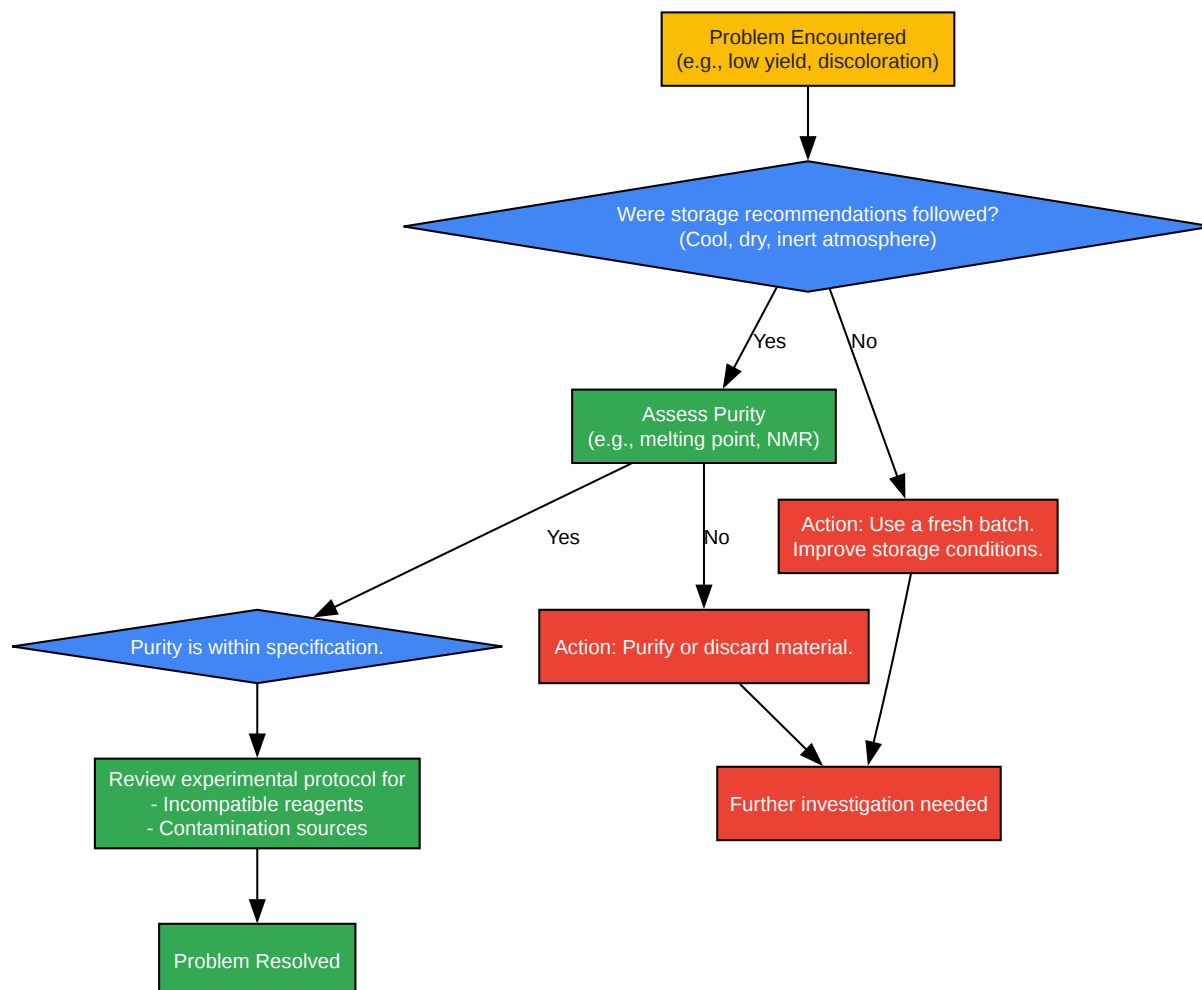 Problem Encountered
(e.g., low yield, discoloration)
Were storage recommendations followed?
(Cool, dry, inert atmosphere)
Yes
No
Assess Purity
(e.g., melting point, NMR)
Action: Use a fresh batch.
Improve storage conditions.
Yes
No
Purity is within specification.
Action: Purify or discard material.
Review experimental protocol for
- Incompatible reagents
- Contamination sources
Further investigation needed
Problem Resolved